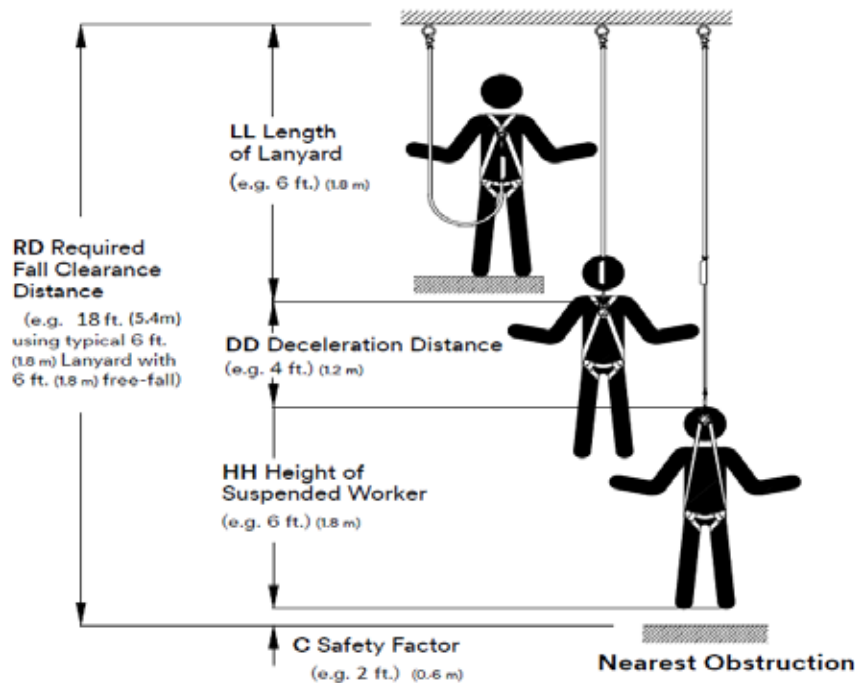 LL Length
of Lanyard
(e.g. 6 ft.) (1.8 m)
RD Required
Fall Clearance
Distance
(e.g. 18 ft. (5.4m)
using typical 6 ft.
(1.8 m) Lanyard with
6 ft. (1.8 m) free-fall)
DD Deceleration Distance
(e.g. 4 ft.) (1.2 m)
HH Height of
Suspended Worker
(e.g. 6 ft.) (1.8 m)
C Safety Factor
(e.g. 2 ft.) (0.6 m)
Nearest Obstruction